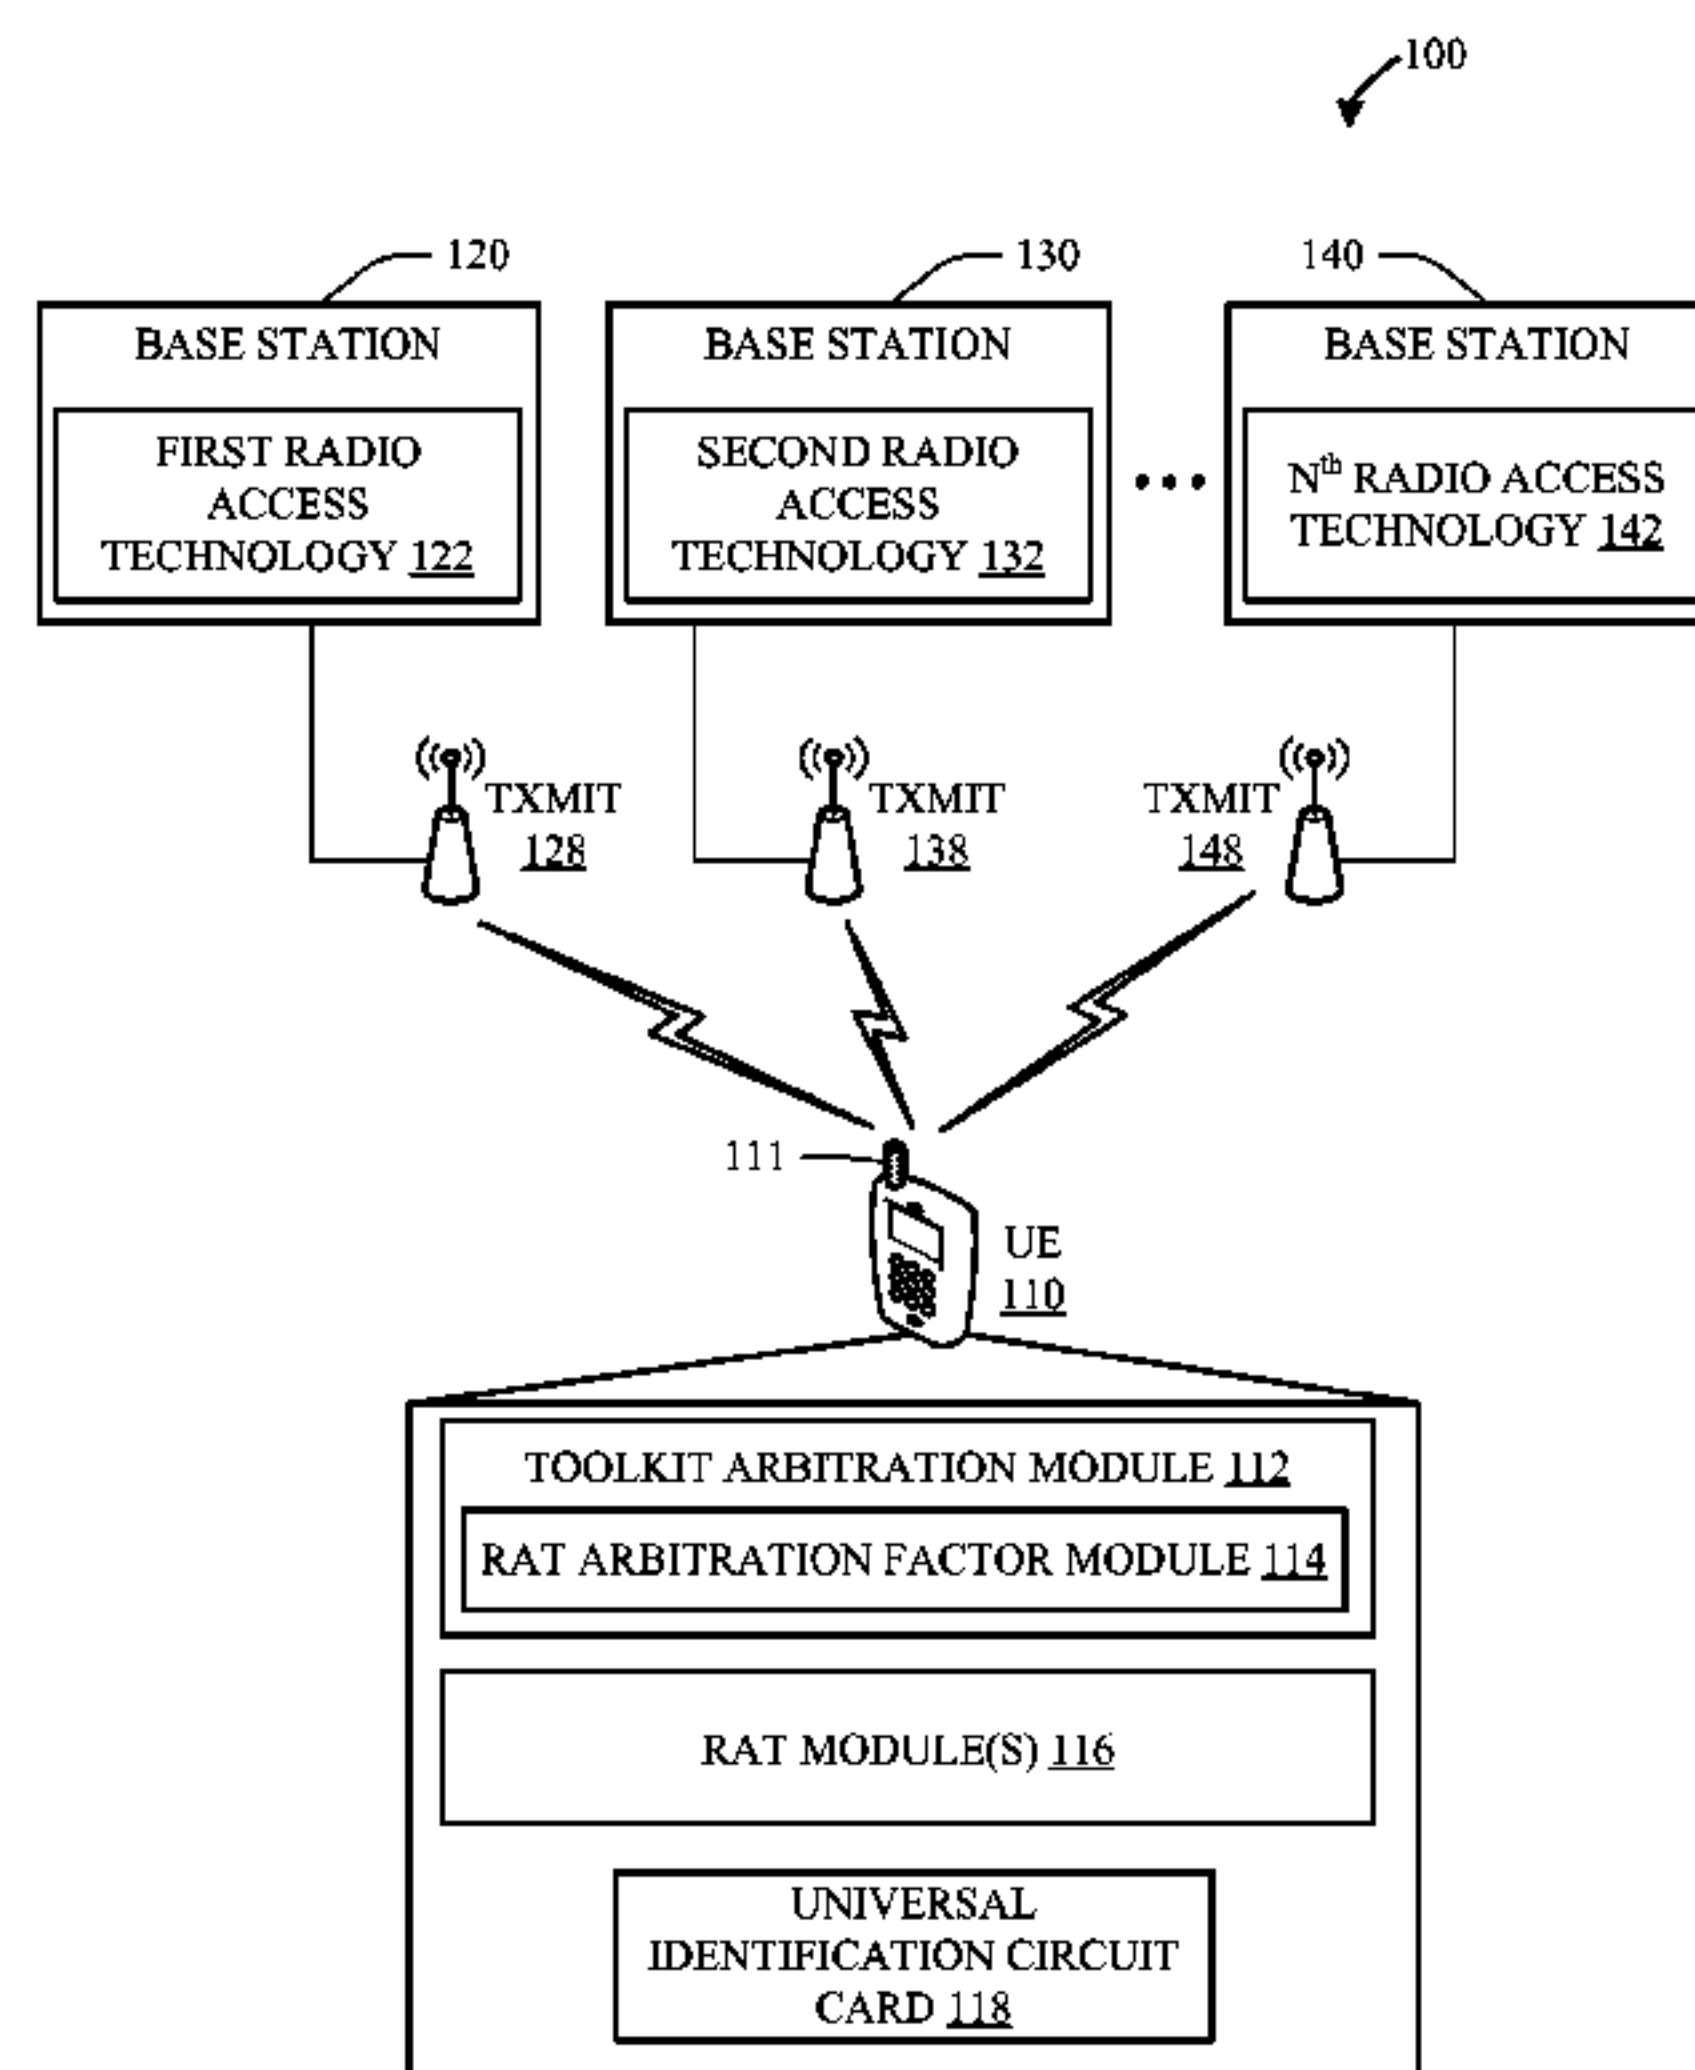 100
120
130
140
BASE STATION
FIRST RADIO
ACCESS
TECHNOLOGY 122
BASE STATION
SECOND RADIO
ACCESS
TECHNOLOGY 132
BASE STATION
Nth RADIO ACCESS
TECHNOLOGY 142
TXMIT
128
TXMIT
138
TXMIT
148
111
UE
110
TOOLKIT ARBITRATION MODULE 112
RAT ARBITRATION FACTOR MODULE 114
RAT MODULE(S) 116
UNIVERSAL
IDENTIFICATION CIRCUIT
CARD 118